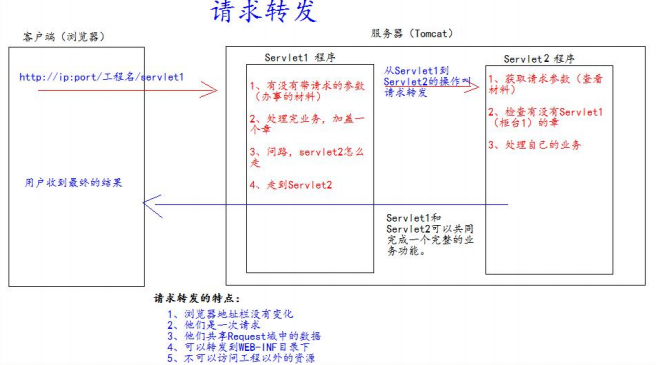 请求转发
客户端（浏览器）
服务器（Tomcat）
Servlet1 程序
Servlet2 程序
http://ip:port/工程名/servlet1
1、有没有带请求的参数
（办事的材料）
2、处理完业务，加盖一
个章
3、问路，servlet2怎么
走
4、走到Servlet2
从Servlet1到
Servlet2的操作叫
请求转发
1、获取请求参数（查看
材料）
2、检查有没有Servlet1
（柜台1）的章
3、处理自己的业务
用户收到最终的结果
Servlet1和
Servlet2可以共同
完成一个完整的业
务功能。
请求转发的特点：
1、浏览器地址栏没有变化
2、他们是一次请求
3、他们共享Request域中的数据
4、可以转发到WEB-INF目录下
5、不可以访问工程以外的资源